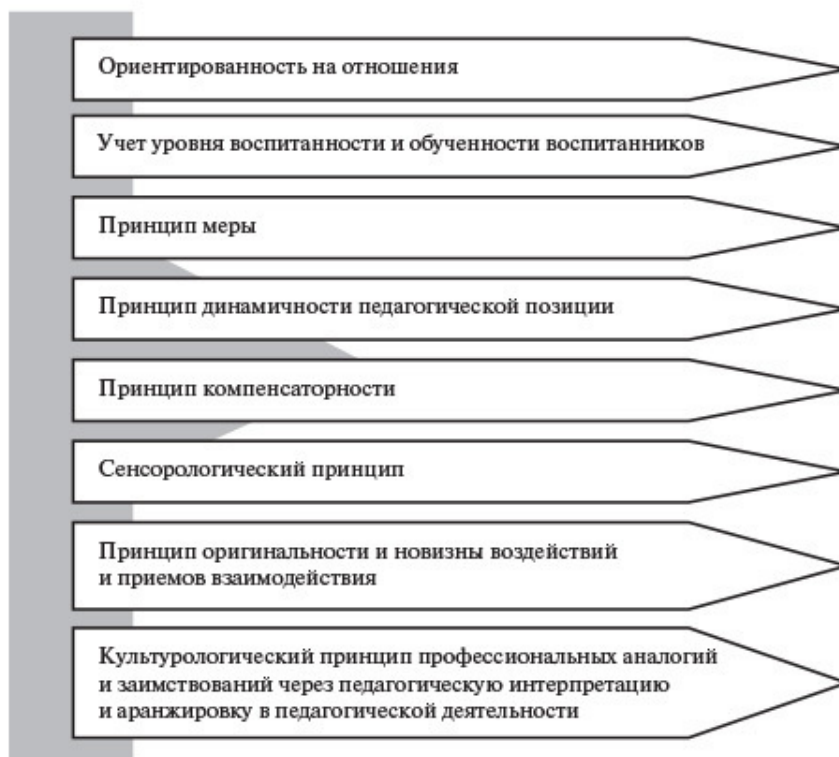 Ориентированность на отношения
Учет уровня воспитанности и обученности воспитанников
Принцип меры
Принцип динамичности педагогической позиции
Принцип компенсаторности
Сенсорологический принцип
Принцип оригинальности и новизны воздействий
и приемов взаимодействия
Культурологический принцип профессиональных аналогий
и заимствований через педагогическую интерпретацию
и аранжировку в педагогической деятельности